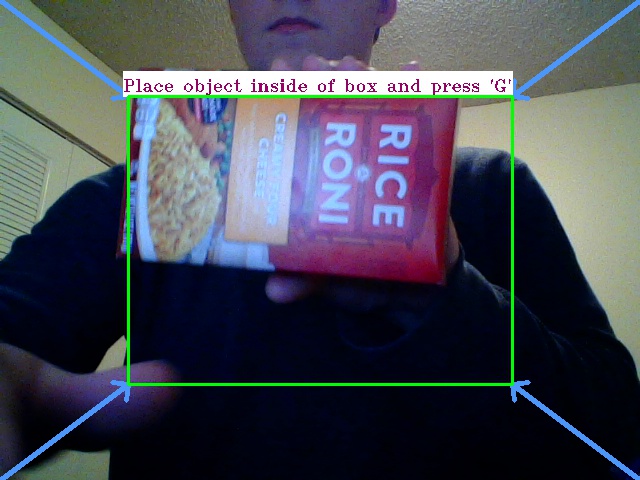 Place object inside of box and press 'G'
RICE
RONI
CREAMY FOUR
CHEESE